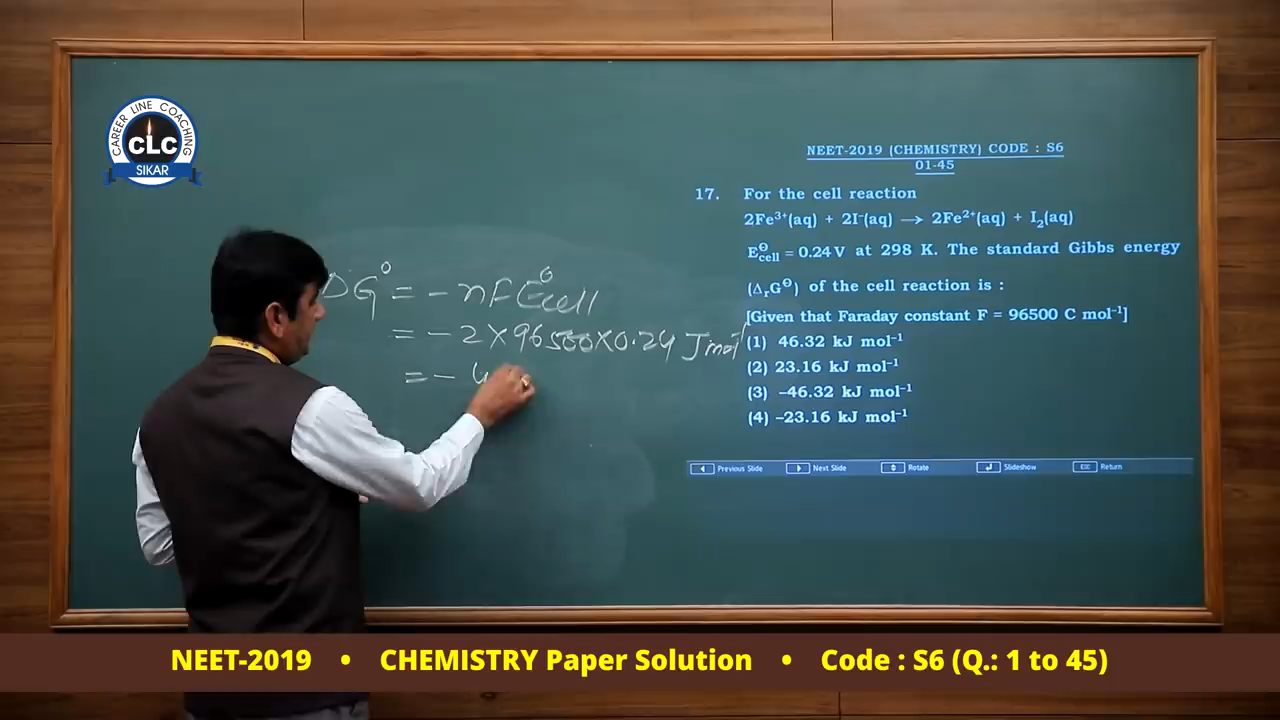 CAREER LINE COACHING
CLC
SIKAR
NEET-2019 (CHEMISTRY) CODE : S6
01-45
17. For the cell reaction
2Fe³⁺(aq) + 2I⁻(aq) → 2Fe²⁺(aq) + I₂(aq)
E⊖cell = 0.24 V at 298 K. The standard Gibbs energy
(ΔᵣG⊖) of the cell reaction is :
[Given that Faraday constant F = 96500 C mol⁻¹]
(1) 46.32 kJ mol⁻¹
(2) 23.16 kJ mol⁻¹
(3) –46.32 kJ mol⁻¹
(4) –23.16 kJ mol⁻¹
Previous Slide Next Slide Rotate Slideshow ESC Return
ΔG° = – nFE⊖cell
= – 2 × 96500 × 0.24 J mol⁻¹
= – 4
NEET-2019 • CHEMISTRY Paper Solution • Code : S6 (Q.: 1 to 45)